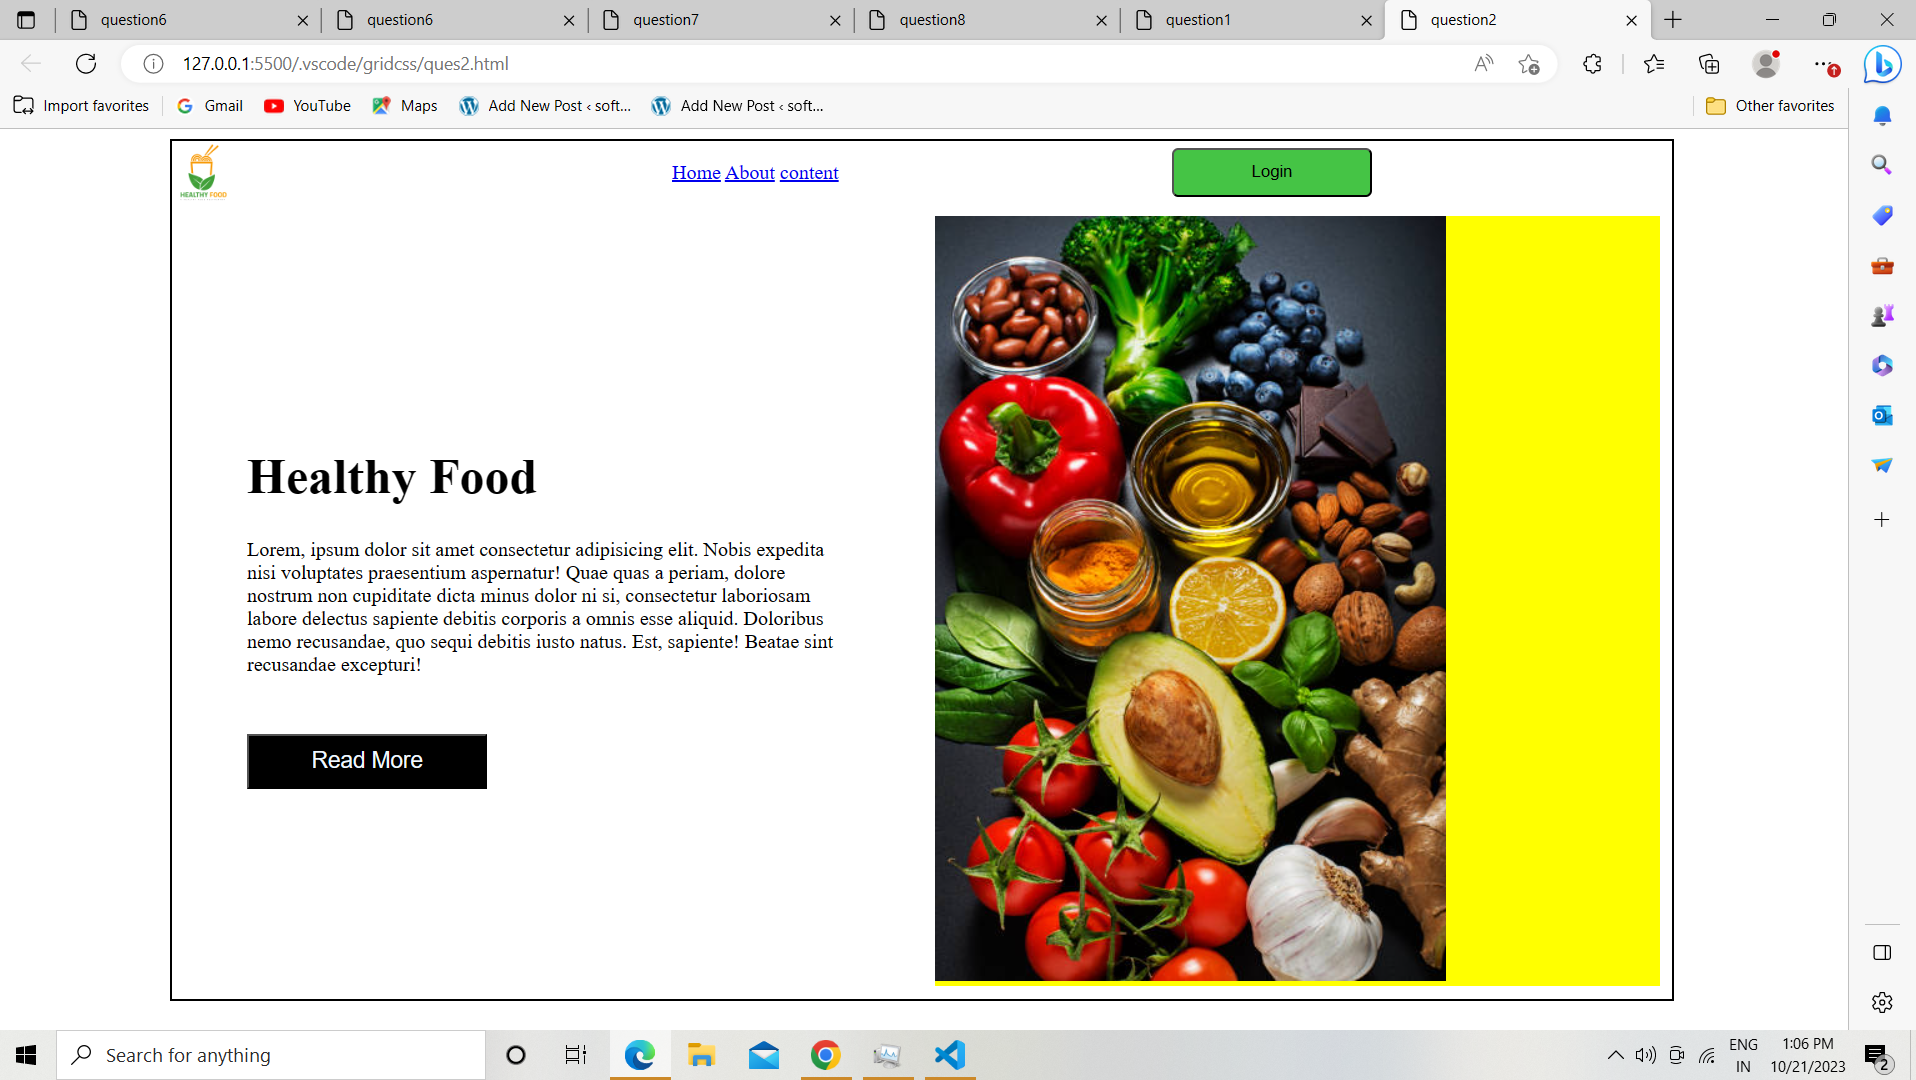 question6
question6
question7
question8
question1
question2
127.0.0.1:5500/.vscode/gridcss/ques2.html
Import favorites
Gmail
YouTube
Maps
Add New Post ‹ soft...
Add New Post ‹ soft...
Other favorites
HEALTHY FOOD
Home About content
Login
Healthy Food
Lorem, ipsum dolor sit amet consectetur adipisicing elit. Nobis expedita
nisi voluptates praesentium aspernatur! Quae quas a periam, dolore
nostrum non cupiditate dicta minus dolor ni si, consectetur laboriosam
labore delectus sapiente debitis corporis a omnis esse aliquid. Doloribus
nemo recusandae, quo sequi debitis iusto natus. Est, sapiente! Beatae sint
recusandae excepturi!
Read More
Search for anything
ENG
IN
1:06 PM
10/21/2023
2